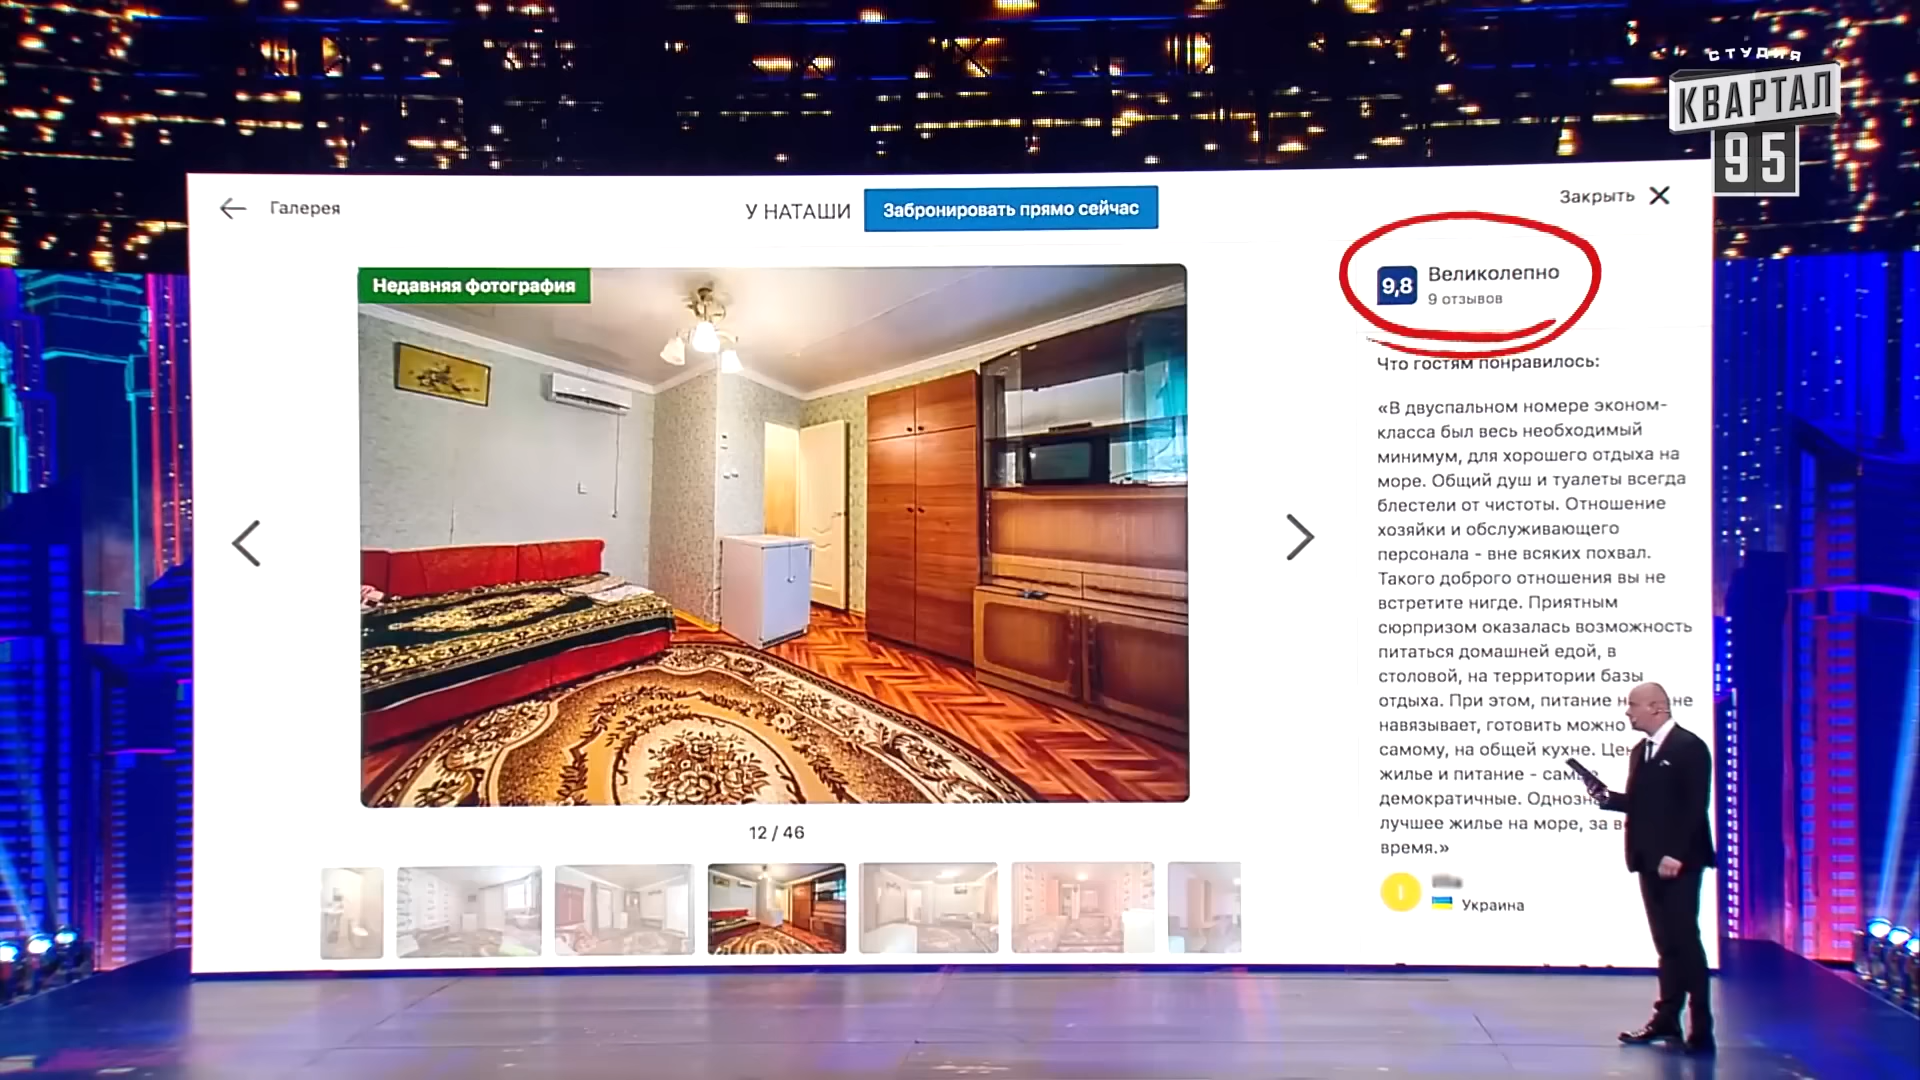 СТУДИЯ
КВАРТАЛ
95
Галерея
У НАТАШИ
Забронировать прямо сейчас
Закрыть
Недавняя фотография
9,8
Великолепно
9 отзывов
Что гостям понравилось:
«В двуспальном номере эконом-
класса был весь необходимый
минимум, для хорошего отдыха на
море. Общий душ и туалеты всегда
блестели от чистоты. Отношение
хозяйки и обслуживающего
персонала - вне всяких похвал.
Такого доброго отношения вы не
встретите нигде. Приятным
сюрпризом оказалась возможность
питаться домашней едой, в
столовой, на территории базы
отдыха. При этом, питание не
навязывает, готовить можно
самому, на общей кухне.
жилье и питание -
демократичные.
лучшее жилье на море, за
время.»
Украина
12 / 46